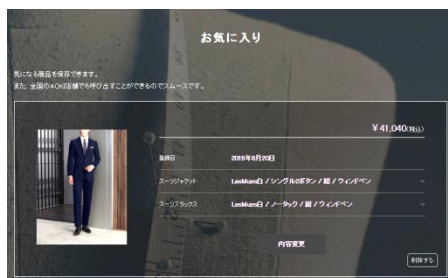 お気に入り
気になる商品を保存できます。
また、全国のAOKI店舗でも呼び出すことができるのでスムーズです。
¥41,040(税込)
登録日 2019年6月20日
スーツジャケット LesMues白 / シングル2ボタン / 紺 / ウィンドペン
スーツスラックス LesMues白 / ノータック / 紺 / ウィンドペン
内容変更
削除する